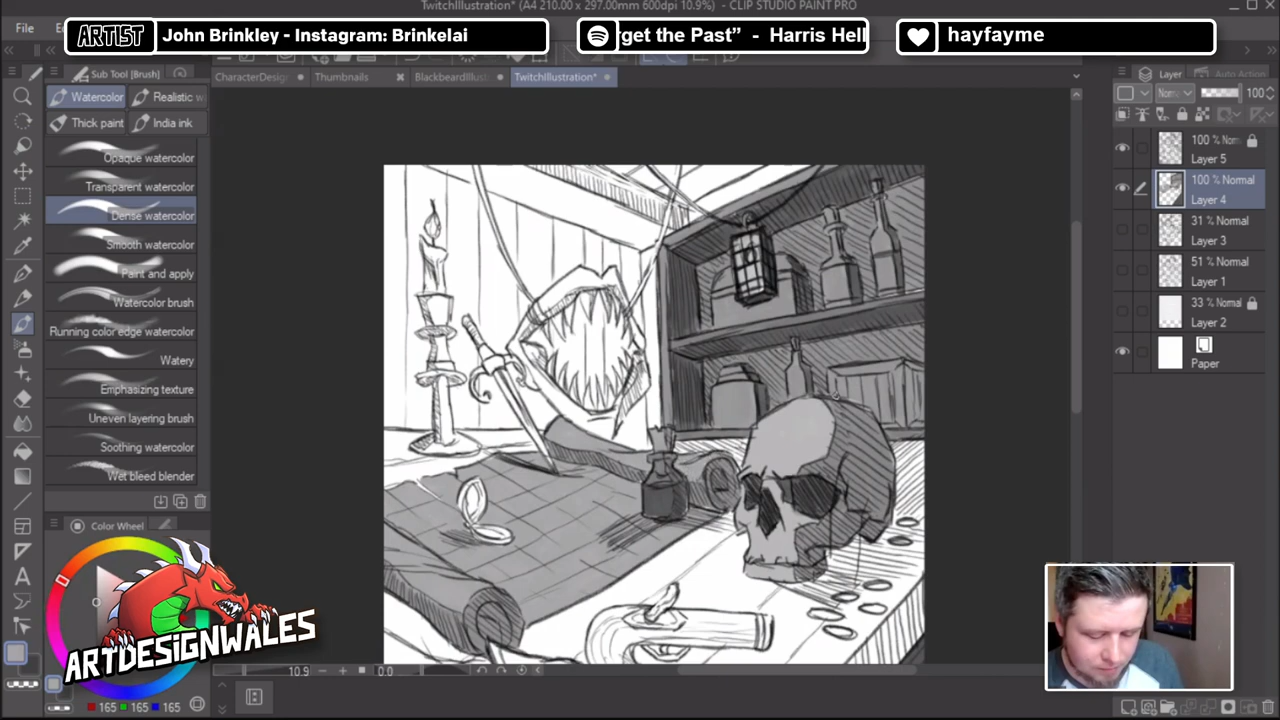 TwitchIllustration* (A4 210.00 x 297.00mm 600dpi 10.9%) - CLIP STUDIO PAINT PRO
File
ARTIST
John Brinkley - Instagram: Brinkelai
rget the Past” - Harris Hell
hayfayme
Sub Tool [Brush]
CharacterDesign
Thumbnails
BlackbeardIllustr
TwitchIllustration*
Layer
Auto Action
Watercolor
Realistic w
Thick paint
India ink
Norm
100
Opaque watercolor
Transparent watercolor
Dense watercolor
Smooth watercolor
Paint and apply
Watercolor brush
Running color edge watercolor
Watery
Emphasizing texture
Uneven layering brush
Soothing watercolor
Wet bleed blender
100 % Norm
Layer 5
100 % Normal
Layer 4
31 % Normal
Layer 3
51 % Normal
Layer 1
33 % Normal
Layer 2
Paper
Color Wheel
ARTDESIGNWALES
10.9
0.0
165 165 165